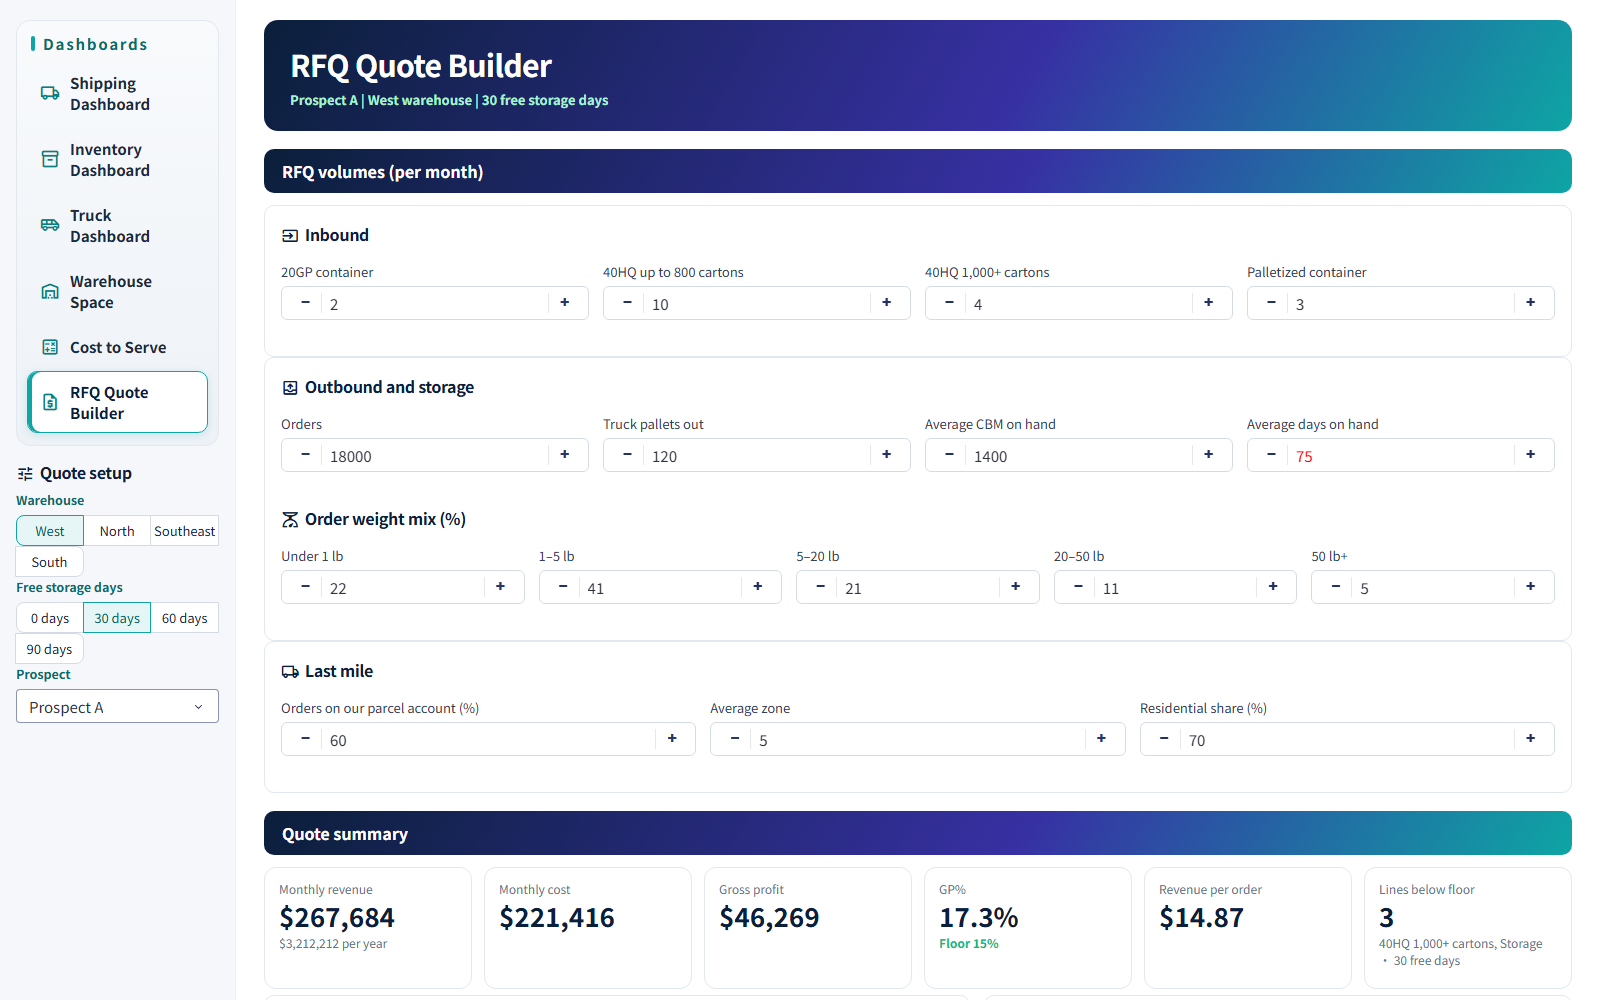 Dashboards
Shipping
Dashboard
Inventory
Dashboard
Truck
Dashboard
Warehouse
Space
Cost to Serve
RFQ Quote
Builder
Quote setup
Warehouse
West North Southeast
South
Free storage days
0 days 30 days 60 days
90 days
Prospect
Prospect A
RFQ Quote Builder
Prospect A | West warehouse | 30 free storage days
RFQ volumes (per month)
Inbound
20GP container 40HQ up to 800 cartons 40HQ 1,000+ cartons Palletized container
− 2 + − 10 + − 4 + − 3 +
Outbound and storage
Orders Truck pallets out Average CBM on hand Average days on hand
− 18000 + − 120 + − 1400 + − 75 +
Order weight mix (%)
Under 1 lb 1–5 lb 5–20 lb 20–50 lb 50 lb+
− 22 + − 41 + − 21 + − 11 + − 5 +
Last mile
Orders on our parcel account (%) Average zone Residential share (%)
− 60 + − 5 + − 70 +
Quote summary
Monthly revenue Monthly cost Gross profit GP% Revenue per order Lines below floor
$267,684 $221,416 $46,269 17.3% $14.87 3
$3,212,212 per year Floor 15% 40HQ 1,000+ cartons, Storage
· 30 free days